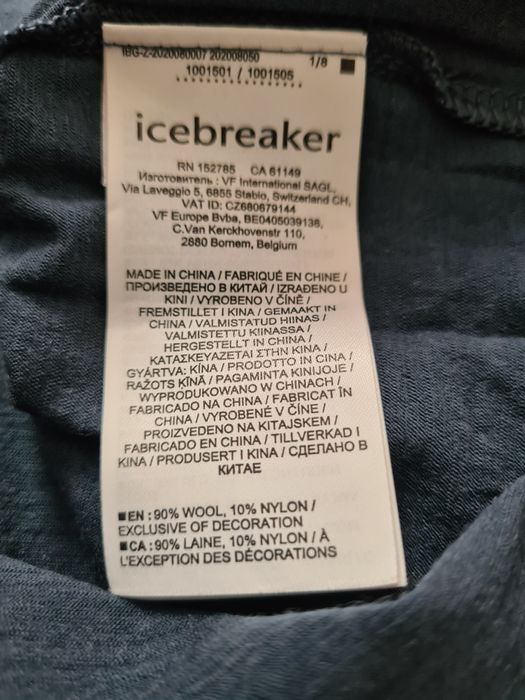 IBG-Z-2020080007 202008050
1/8
1001501 / 1001505
icebreaker
RN 152785 CA 61149
Изготовитель : VF International SAGL,
Via Laveggio 5, 6855 Stabio, Switzerland CH,
VAT ID: CZ680679144
VF Europe Bvba, BE0405039138,
C.Van Kerckhovenstr 110,
2880 Bornem, Belgium
MADE IN CHINA / FABRIQUÉ EN CHINE /
ПРОИЗВЕДЕНО В КИТАЙ / IZRAĐENO U
KINI / VYROBENO V ČÍNĚ /
FREMSTILLET I KINA / GEMAAKT IN
CHINA / VALMISTATUD HIINAS /
VALMISTETTU KIINASSA /
HERGESTELLT IN CHINA /
ΚΑΤΑΣΚΕΥΑΖΕΤΑΙ ΣΤΗΝ ΚΙΝΑ /
GYÁRTVA: KÍNA / PRODOTTO IN CINA /
RAŽOTS ĶĪNĀ / PAGAMINTA KINIJOJE /
WYPRODUKOWANO W CHINACH /
FABRICADO NA CHINA / FABRICAT ÎN
CHINA / VYROBENÉ V ČÍNE /
PROIZVEDENO NA KITAJSKEM /
FABRICADO EN CHINA / TILLVERKAD I
KINA / PRODUSERT I KINA / СДЕЛАНО В
КИТАЕ
■EN : 90% WOOL, 10% NYLON /
EXCLUSIVE OF DECORATION
■CA : 90% LAINE, 10% NYLON / À
L'EXCEPTION DES DÉCORATIONS